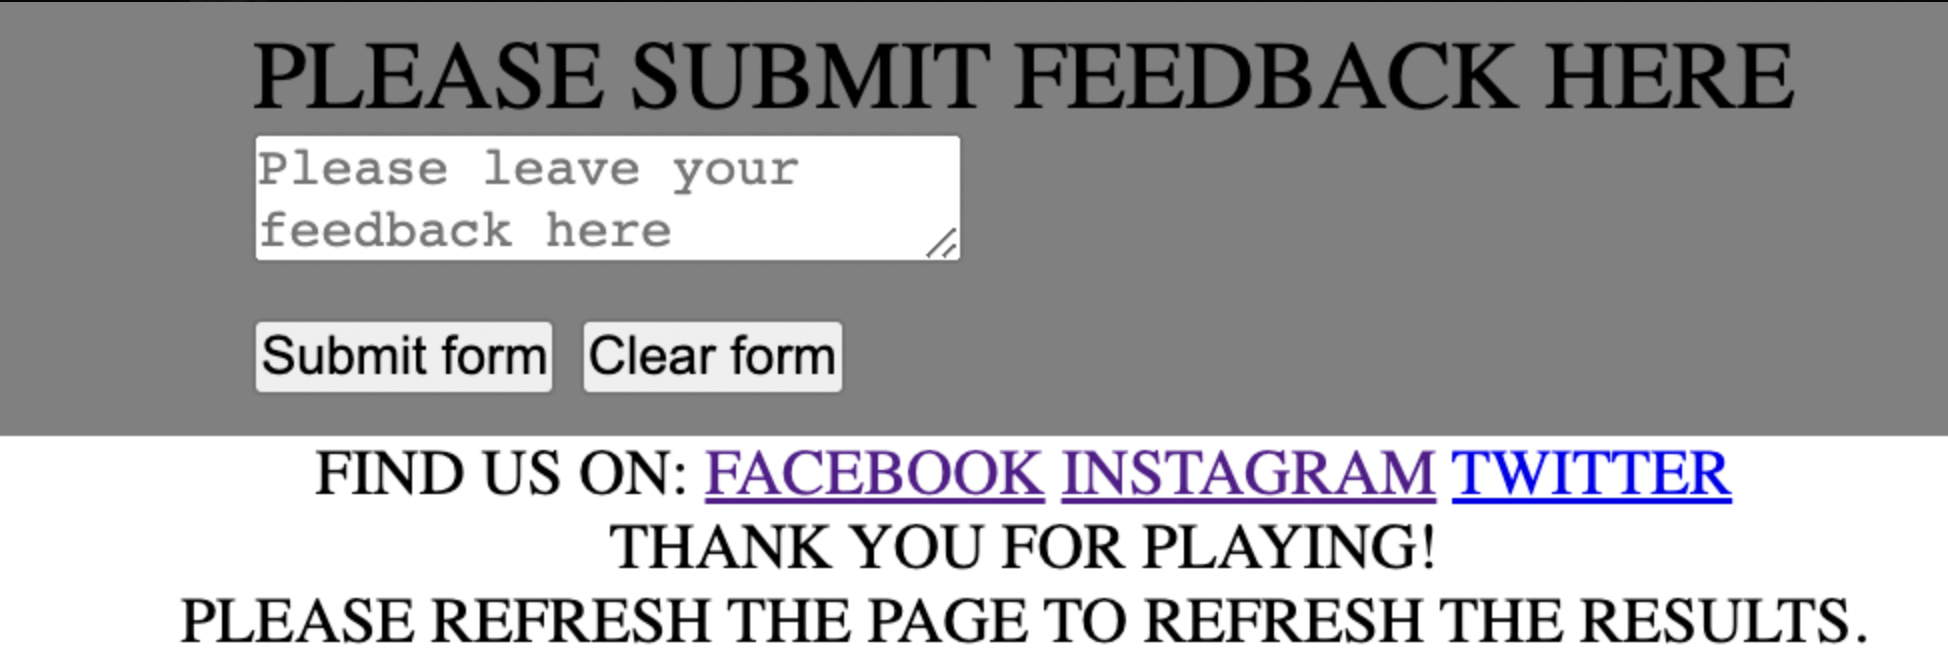 PLEASE SUBMIT FEEDBACK HERE
Please leave your
feedback here
Submit form Clear form
FIND US ON: FACEBOOK INSTAGRAM TWITTER
THANK YOU FOR PLAYING!
PLEASE REFRESH THE PAGE TO REFRESH THE RESULTS.